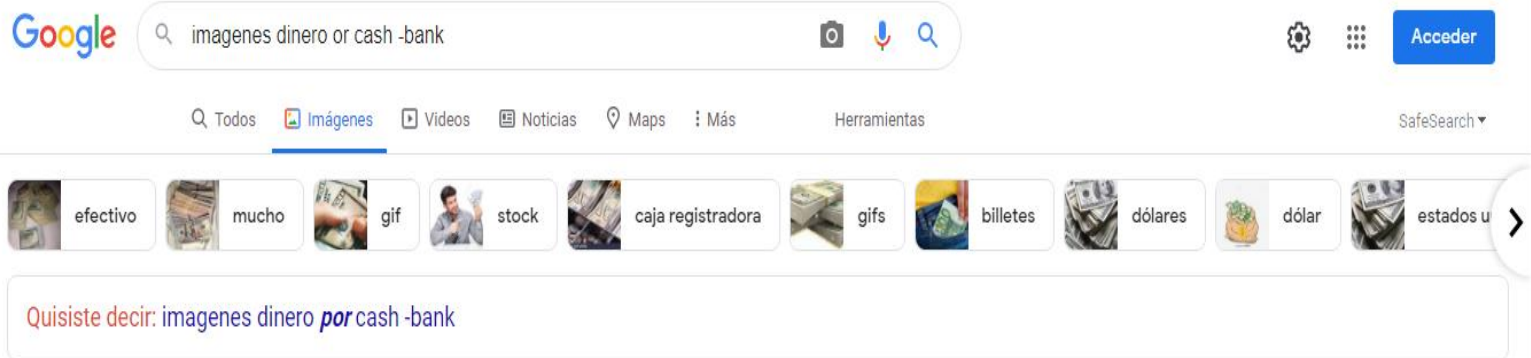 Google imagenes dinero or cash -bank Acceder
Todos Imágenes Videos Noticias Maps Más Herramientas SafeSearch
efectivo mucho gif stock caja registradora gifs billetes dólares dólar estados u
Quisiste decir: imagenes dinero por cash -bank